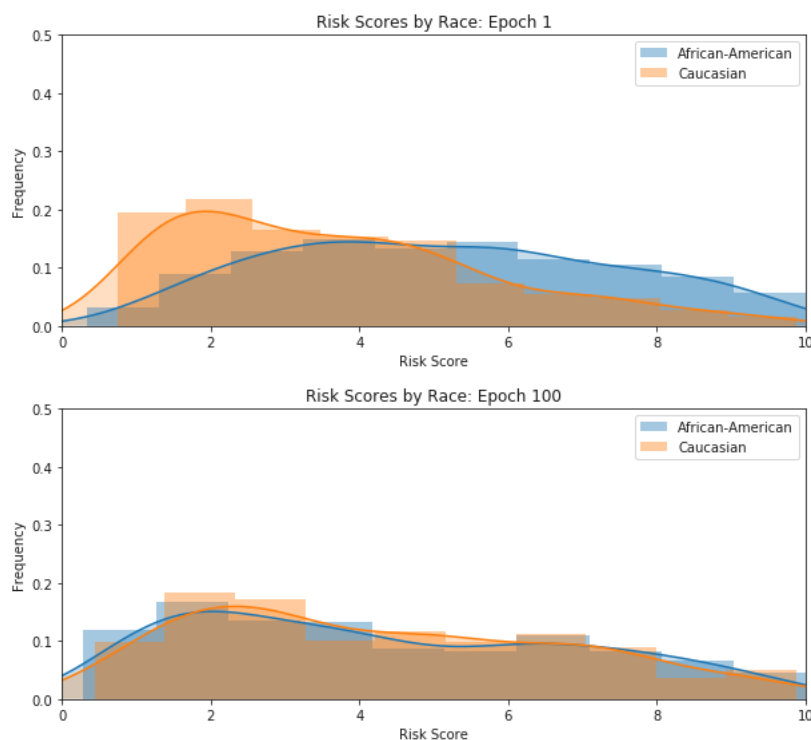 Risk Scores by Race: Epoch 1
0.5
0.4
0.3
0.2
0.1
0.0
Frequency
African-American
Caucasian
0 2 4 6 8 10
Risk Score
Risk Scores by Race: Epoch 100
0.5
0.4
0.3
0.2
0.1
0.0
Frequency
African-American
Caucasian
0 2 4 6 8 10
Risk Score